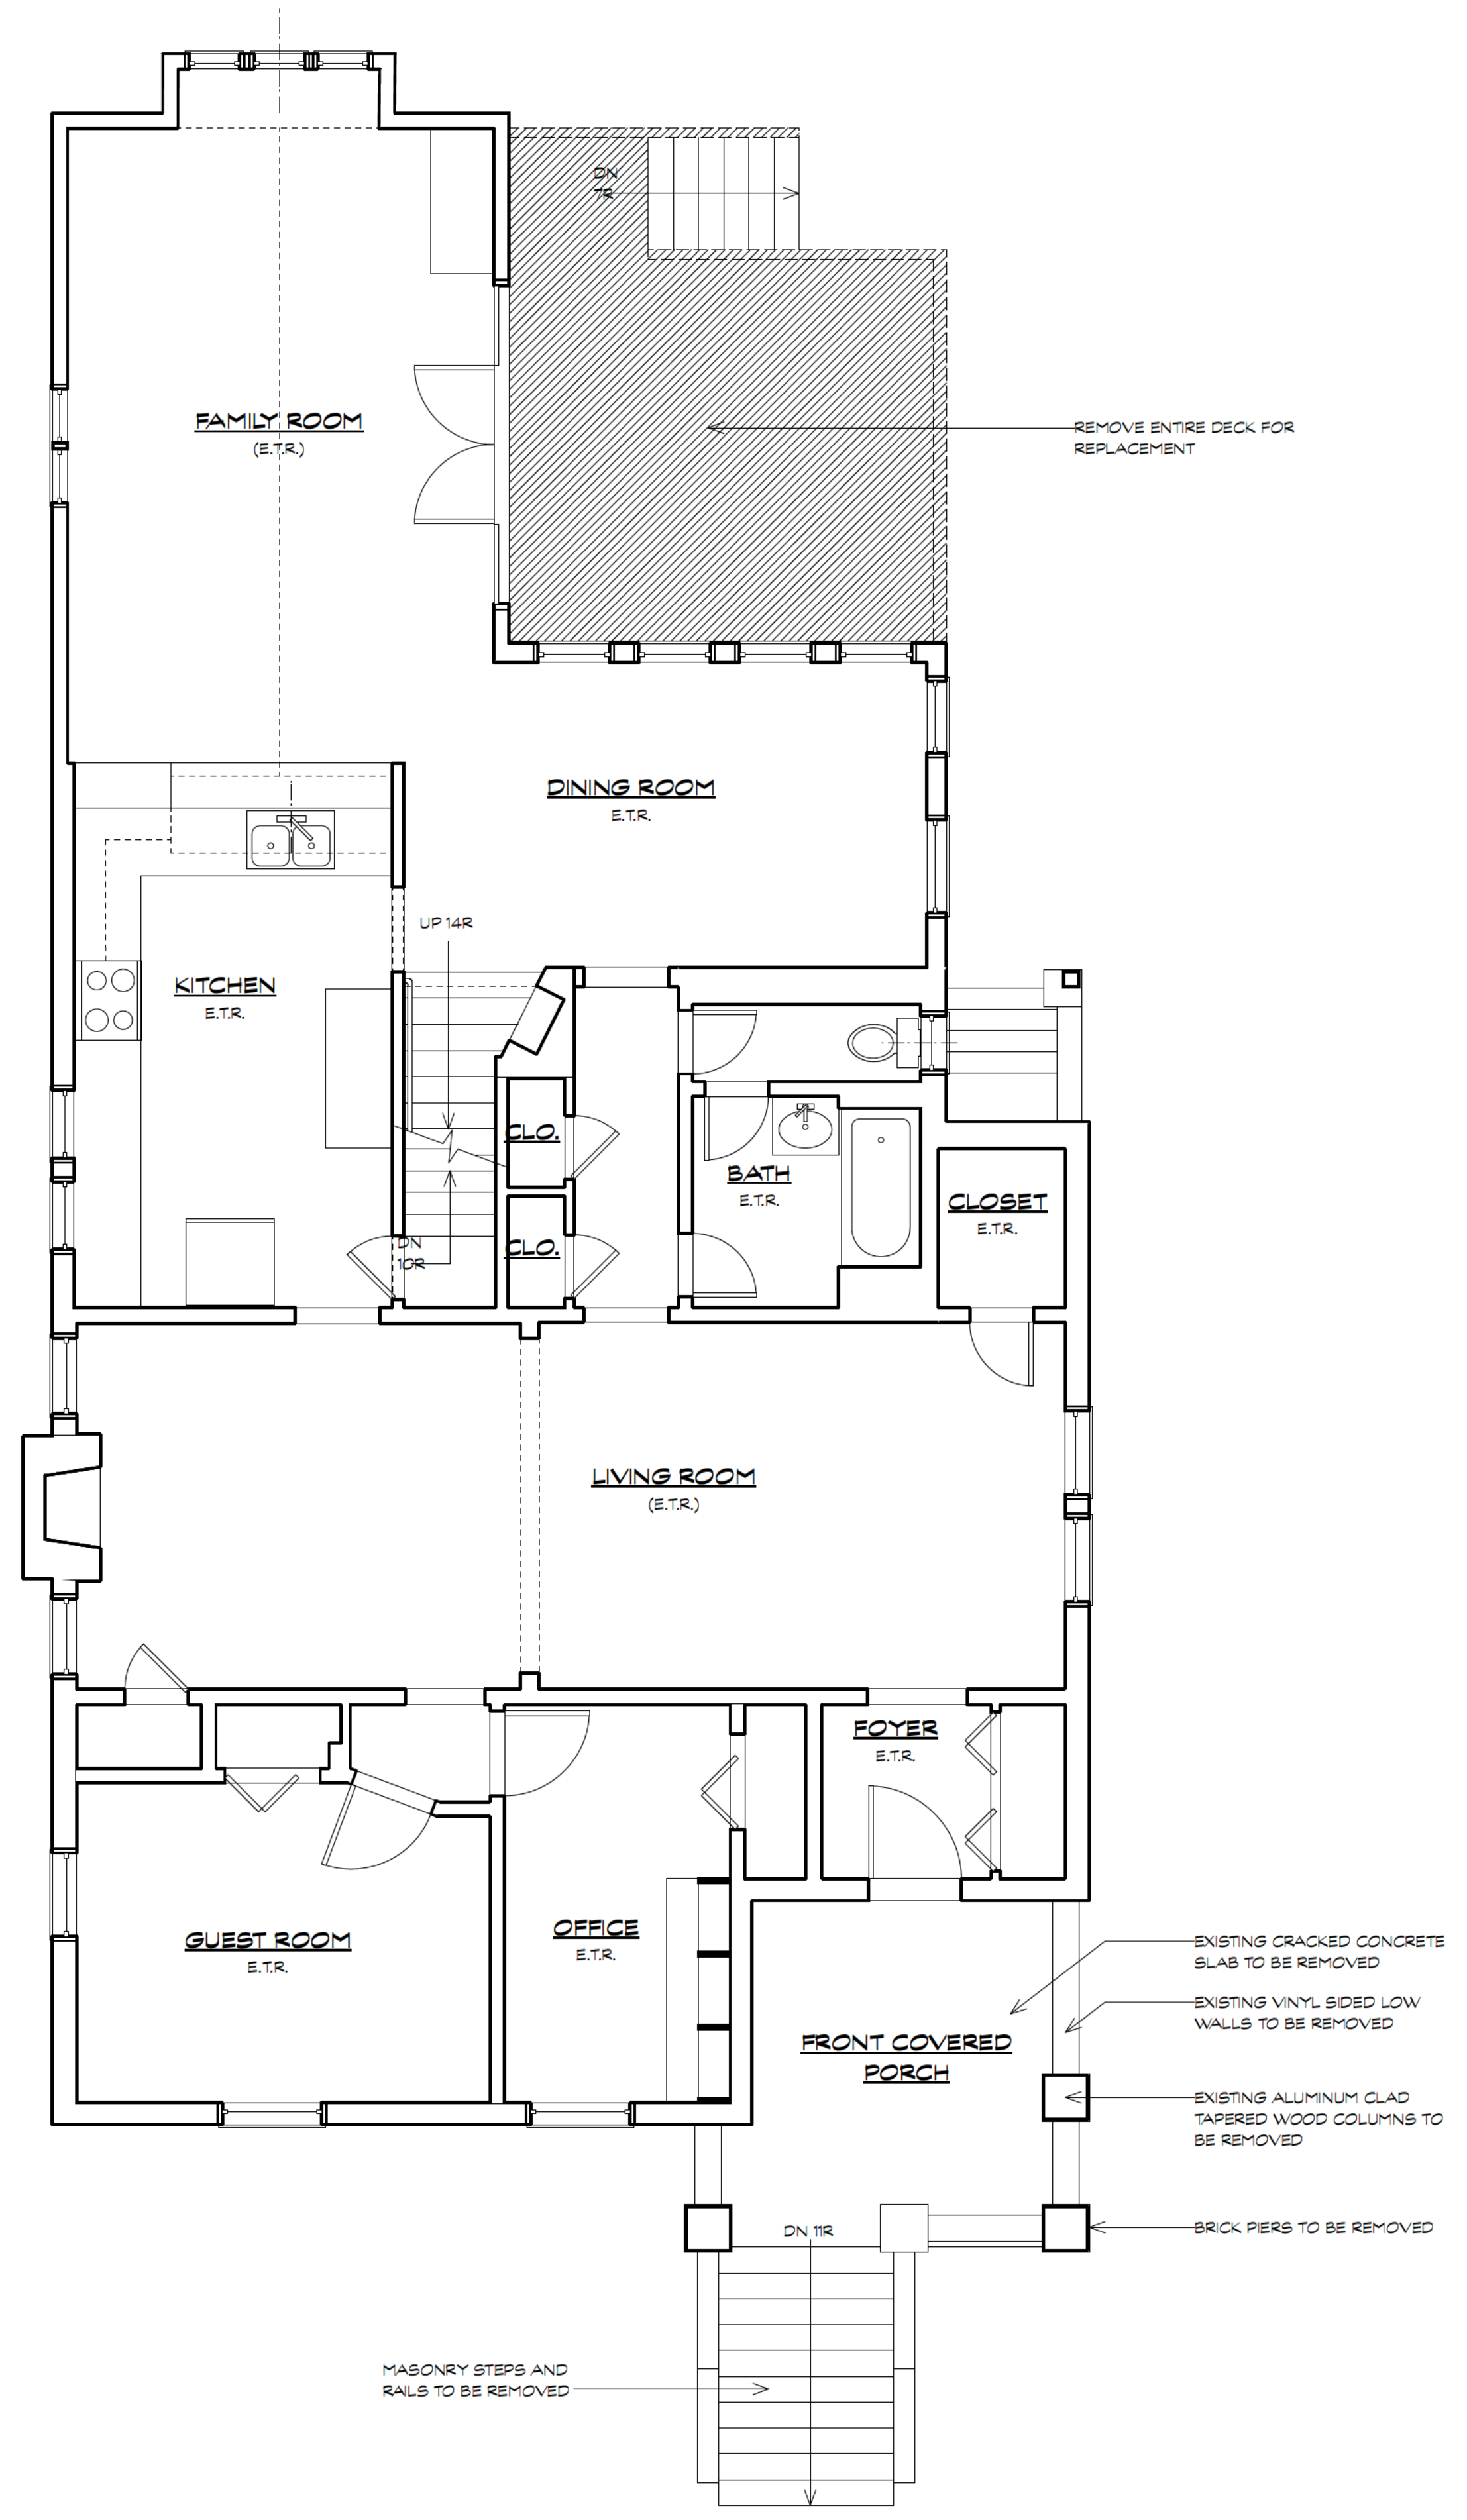 DN
7R
FAMILY ROOM
(E.T.R.)
REMOVE ENTIRE DECK FOR
REPLACEMENT
DINING ROOM
E.T.R.
UP 14R
KITCHEN
E.T.R.
CLO.
BATH
E.T.R.
CLOSET
E.T.R.
DN
10R
CLO.
LIVING ROOM
(E.T.R.)
FOYER
E.T.R.
GUEST ROOM
E.T.R.
OFFICE
E.T.R.
EXISTING CRACKED CONCRETE
SLAB TO BE REMOVED
EXISTING VINYL SIDED LOW
WALLS TO BE REMOVED
FRONT COVERED
PORCH
EXISTING ALUMINUM CLAD
TAPERED WOOD COLUMNS TO
BE REMOVED
DN 11R
BRICK PIERS TO BE REMOVED
MASONRY STEPS AND
RAILS TO BE REMOVED